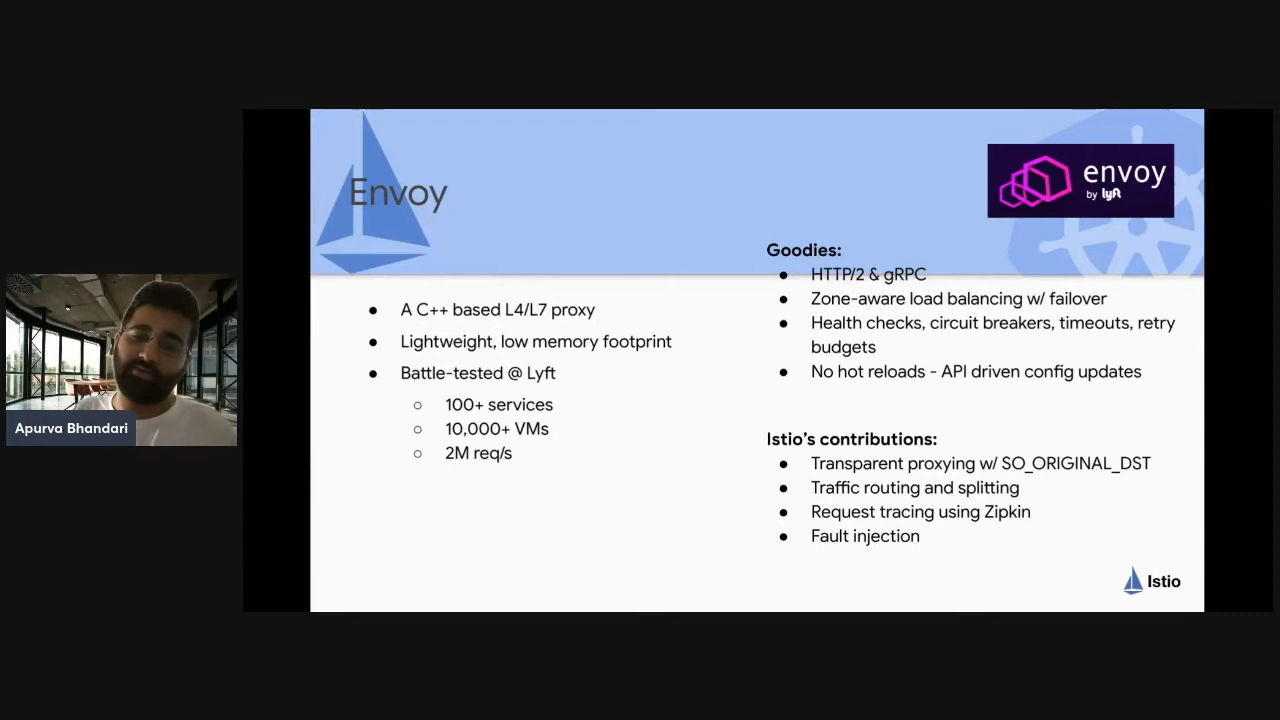 Envoy
envoy
by lyft
● A C++ based L4/L7 proxy
● Lightweight, low memory footprint
● Battle-tested @ Lyft
○ 100+ services
○ 10,000+ VMs
○ 2M req/s
Goodies:
● HTTP/2 & gRPC
● Zone-aware load balancing w/ failover
● Health checks, circuit breakers, timeouts, retry
budgets
● No hot reloads - API driven config updates
Istio's contributions:
● Transparent proxying w/ SO_ORIGINAL_DST
● Traffic routing and splitting
● Request tracing using Zipkin
● Fault injection
Istio
Apurva Bhandari